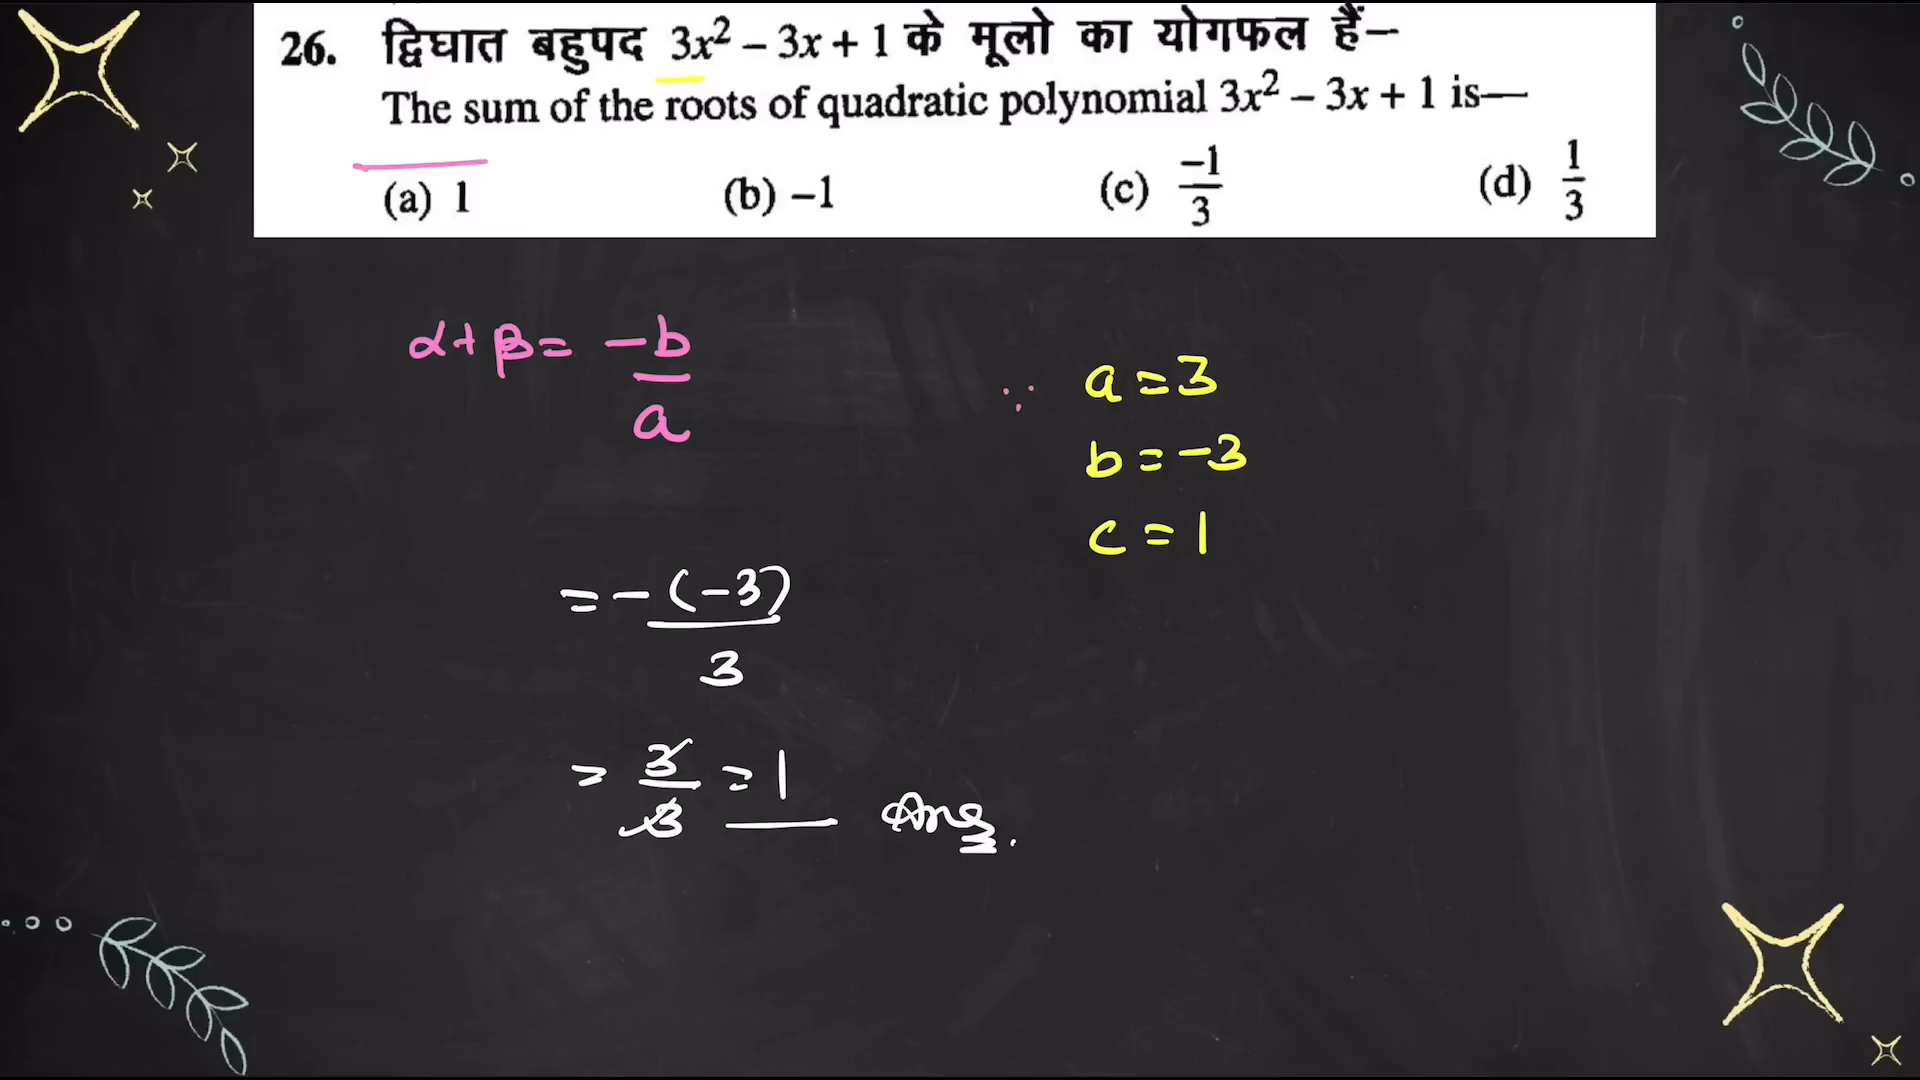 26. द्विघात बहुपद 3x² – 3x + 1 के मूलो का योगफल हैं–
The sum of the roots of quadratic polynomial 3x² – 3x + 1 is—
(a) 1 (b) –1 (c) –1/3 (d) 1/3
α+β = -b/a
∵ a = 3
b = -3
c = 1
= -(-3)/3
= 3/3 = 1 Ans.